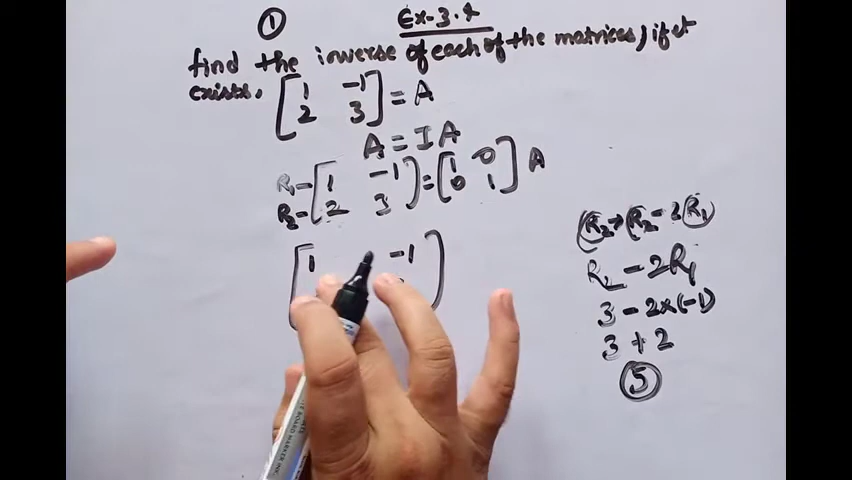 ① Ex-3.4
find the inverse of each of the matrices, if it
exists. [1 -1] = A
[2 3]
A = IA
R₁- [1 -1] = [1 0] A
R₂- [2 3] [0 1]
[1 -1]
R₂→R₂-2R₁
R₂-2R₁
3-2×(-1)
3+2
5